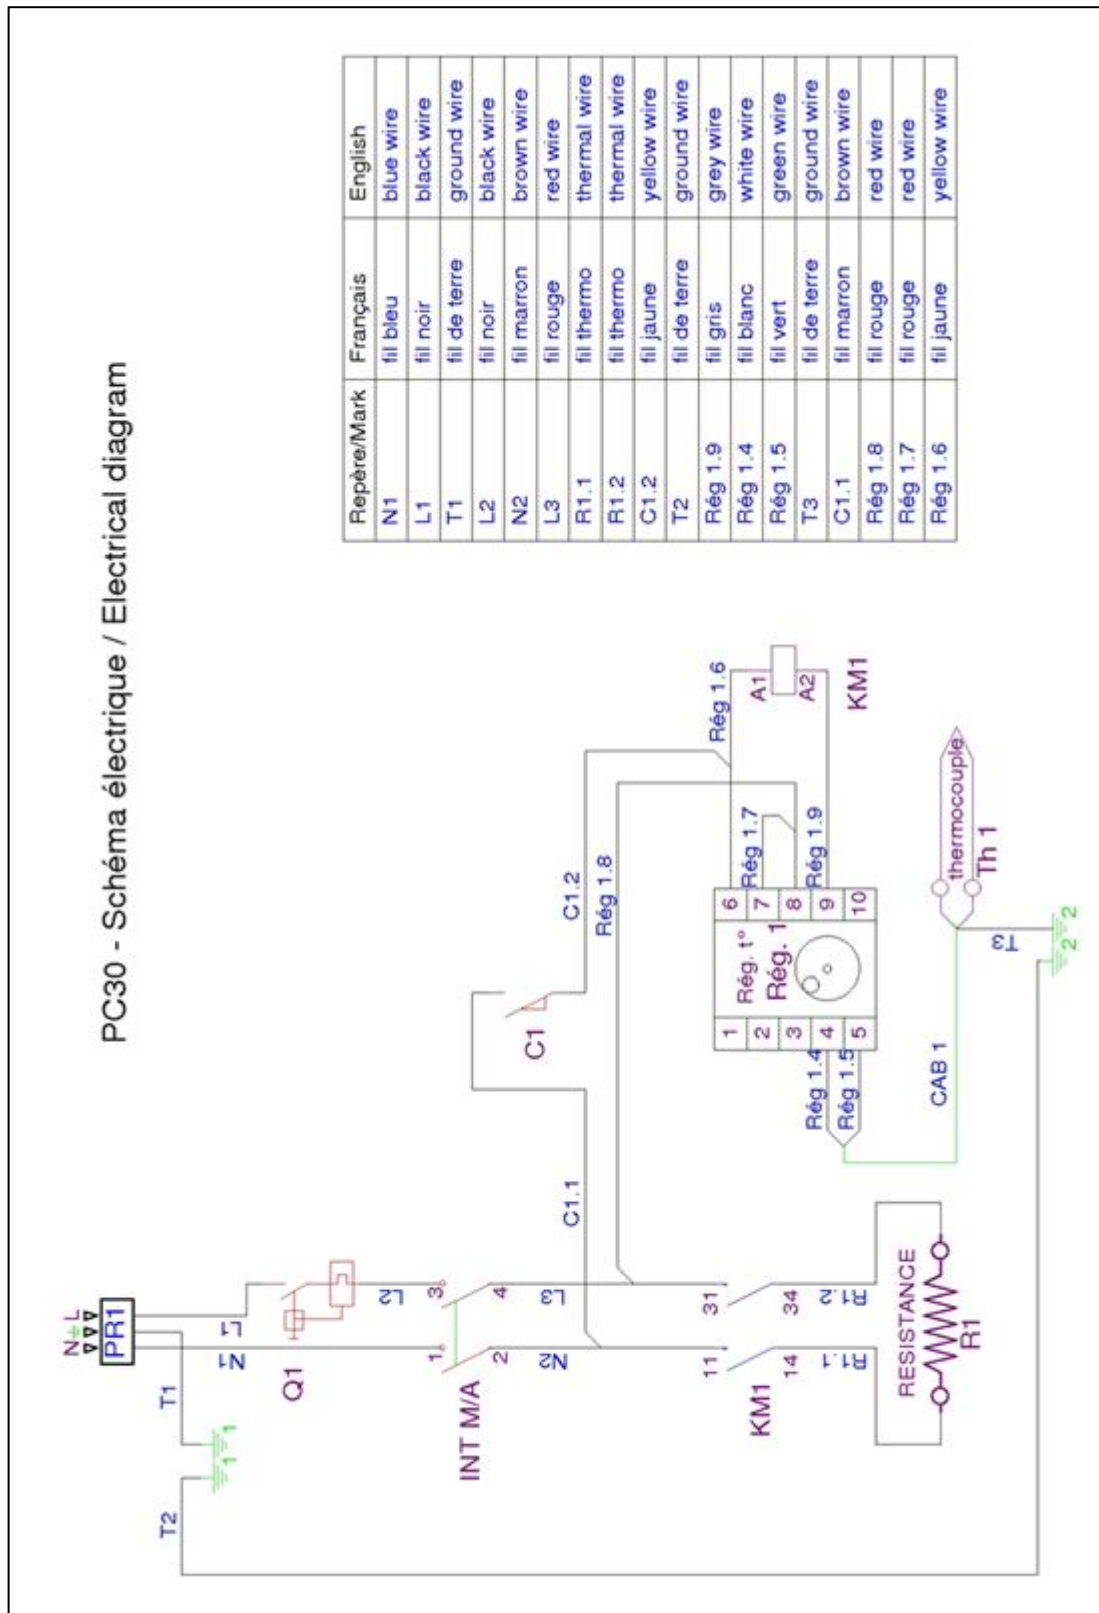 PC30 - Schéma électrique / Electrical diagram
N L
PR1
T1
T2
1 1
N1
L1
Q1
L2
1 3
INT M/A
2 4
N2
L3
C1.1
C1
C1.2
Rég 1.8
11 31
KM1
14 34
R1.1
R1.2
RESISTANCE
R1
Rég 1.4
Rég 1.5
CAB 1
1
2
3
4
5
Rég. t°
Rég. 1
6
7
8
9
10
Rég 1.7
Rég 1.9
Rég 1.6
A1
A2
KM1
thermocouple
Th 1
T3
2 2
Repère/Mark Français English
N1 fil bleu blue wire
L1 fil noir black wire
T1 fil de terre ground wire
L2 fil noir black wire
N2 fil marron brown wire
L3 fil rouge red wire
R1.1 fil thermo thermal wire
R1.2 fil thermo thermal wire
C1.2 fil jaune yellow wire
T2 fil de terre ground wire
Rég 1.9 fil gris grey wire
Rég 1.4 fil blanc white wire
Rég 1.5 fil vert green wire
T3 fil de terre ground wire
C1.1 fil marron brown wire
Rég 1.8 fil rouge red wire
Rég 1.7 fil rouge red wire
Rég 1.6 fil jaune yellow wire